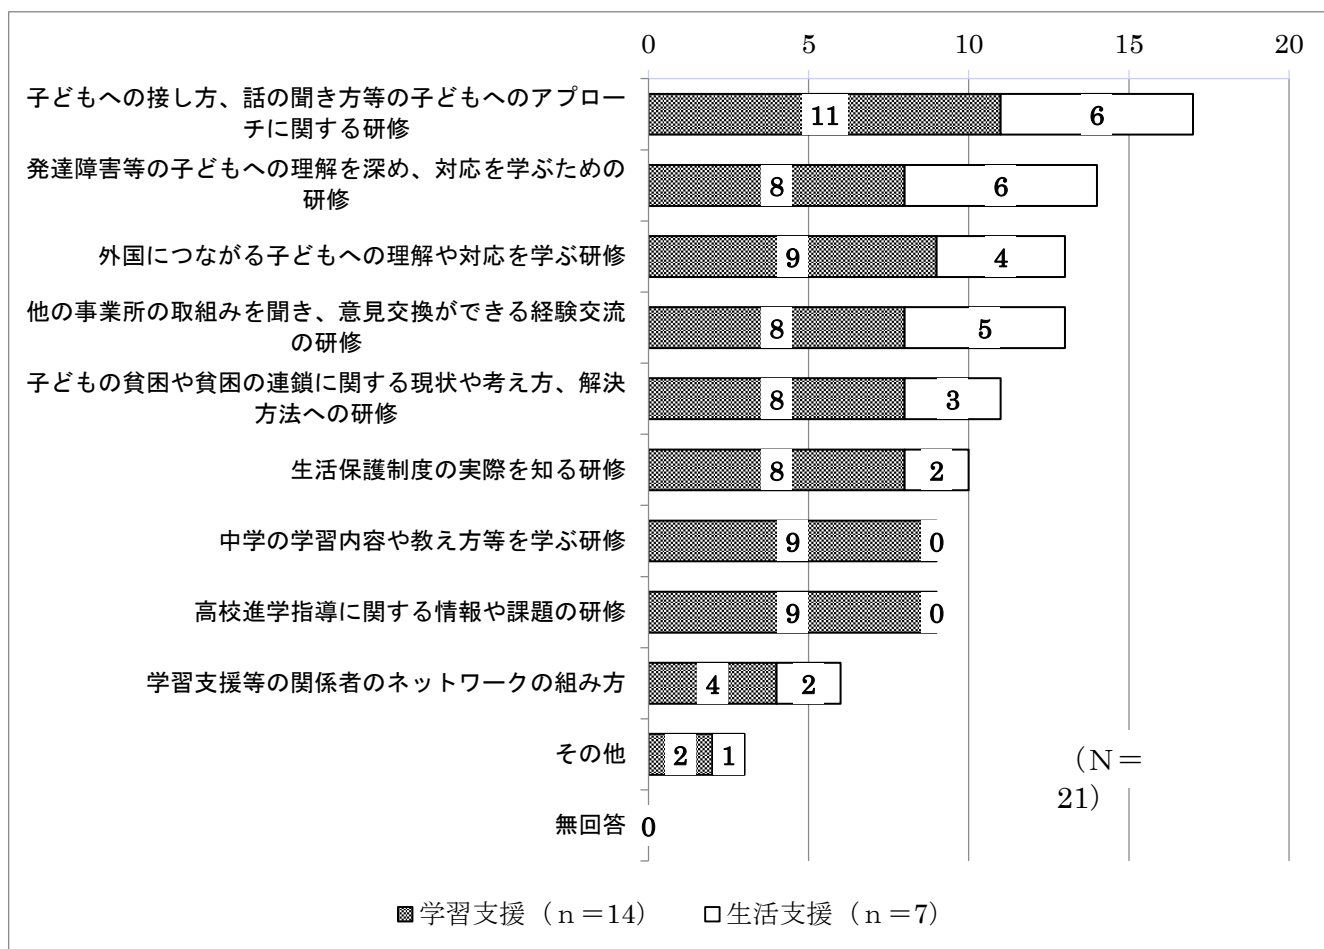 0 5 10 15 20
子どもへの接し方、話の聞き方等の子どもへのアプロー
チに関する研修
11 6
発達障害等の子どもへの理解を深め、対応を学ぶための
研修
8 6
外国につながる子どもへの理解や対応を学ぶ研修
9 4
他の事業所の取組みを聞き、意見交換ができる経験交流
の研修
8 5
子どもの貧困や貧困の連鎖に関する現状や考え方、解決
方法への研修
8 3
生活保護制度の実際を知る研修
8 2
中学の学習内容や教え方等を学ぶ研修
9 0
高校進学指導に関する情報や課題の研修
9 0
学習支援等の関係者のネットワークの組み方
4 2
その他
2 1
(N=
21)
無回答
0
学習支援(n=14) 生活支援(n=7)